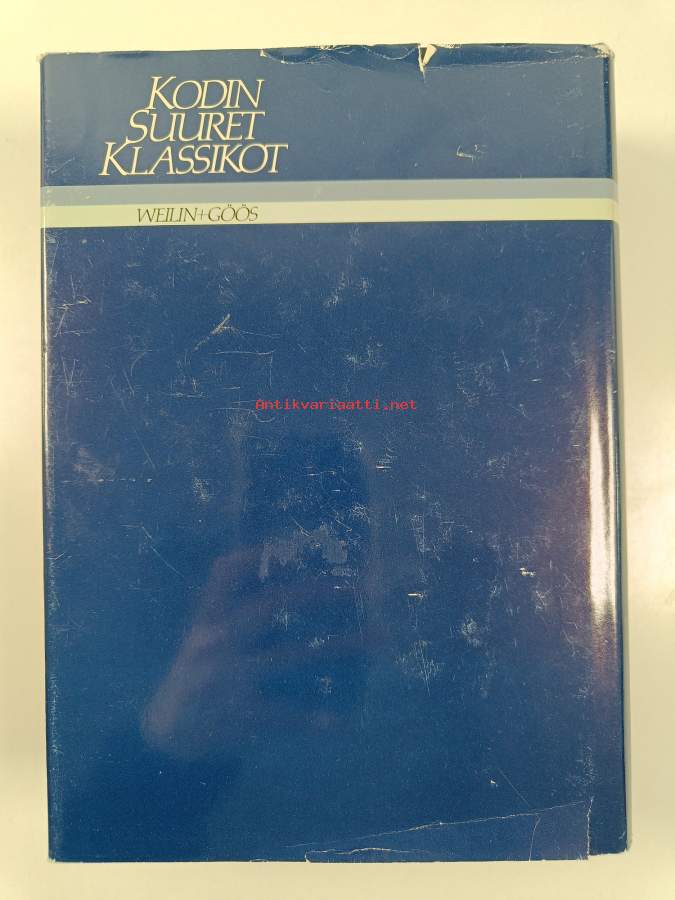 KODIN
SUURET
KLASSIKOT
WEILIN+GÖÖS
Antikvariaatti.net